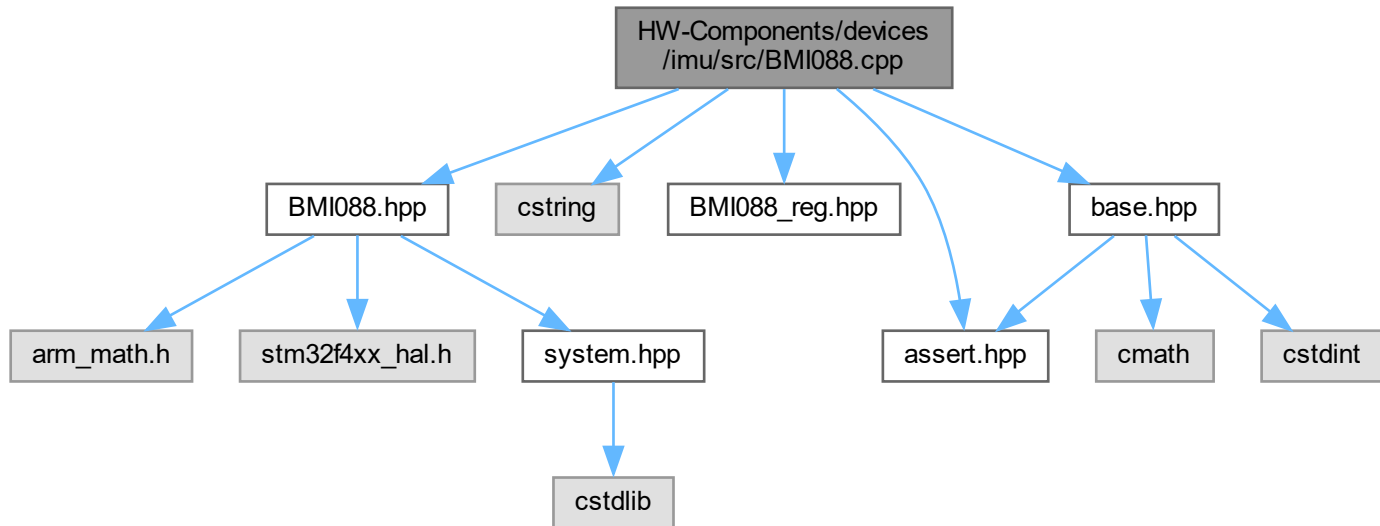 HW-Components/devices
/imu/src/BMI088.cpp
BMI088.hpp
cstring
BMI088_reg.hpp
base.hpp
arm_math.h
stm32f4xx_hal.h
system.hpp
assert.hpp
cmath
cstdint
cstdlib